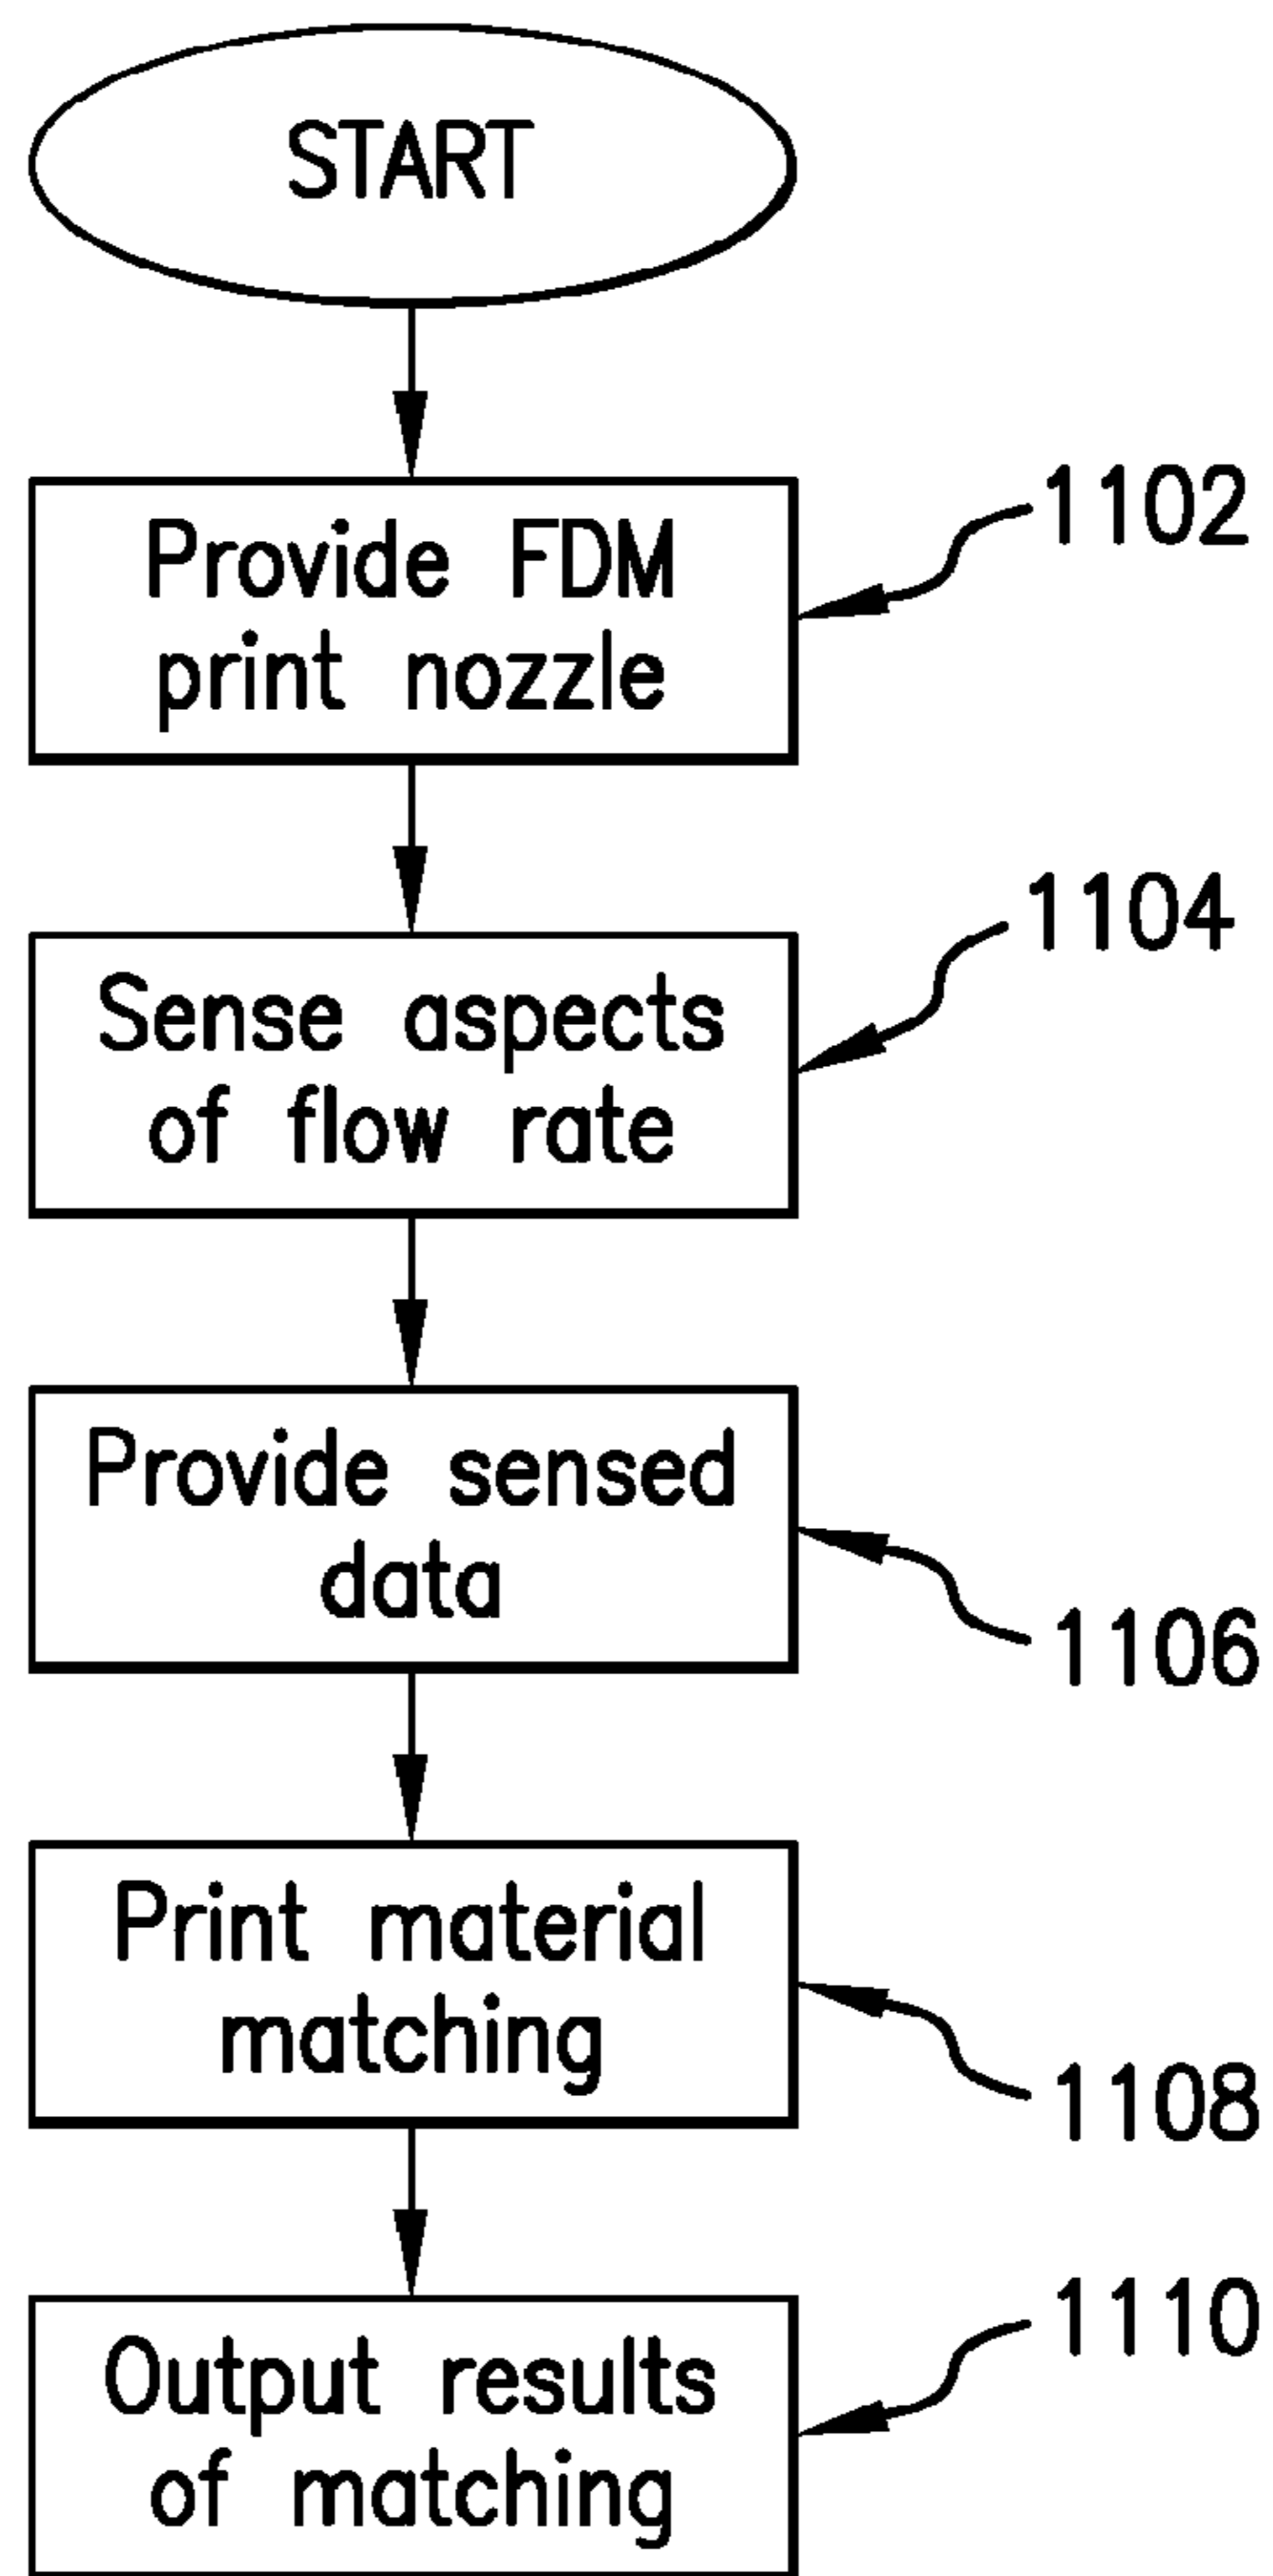 START
Provide FDM
print nozzle
1102
Sense aspects
of flow rate
1104
Provide sensed
data
1106
Print material
matching
1108
Output results
of matching
1110